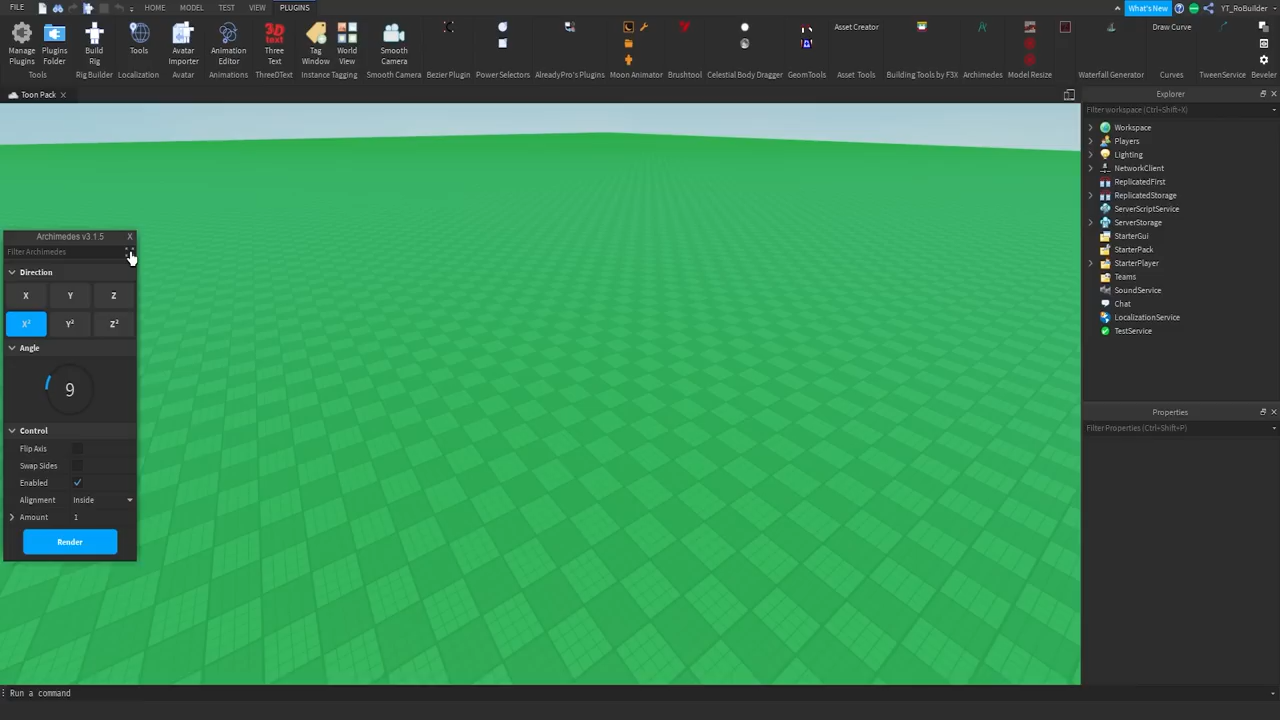 FILE
HOME MODEL TEST VIEW PLUGINS
What's New
YT_RoBuilder
Manage Plugins
Plugins Folder
Build Rig
Tools
Avatar Importer
Animation Editor
3D text
Three Text
Tag Window
World View
Smooth Camera
Asset Creator
Draw Curve
Tools
Rig Builder
Localization
Avatar
Animations
ThreeDText
Instance Tagging
Smooth Camera
Bezier Plugin
Power Selectors
AlreadyPro's Plugins
Moon Animator
Brushtool
Celestial Body Dragger
GeomTools
Asset Tools
Building Tools by F3X
Archimedes
Model Resize
Waterfall Generator
Curves
TweenService
Beveler
Toon Pack
Archimedes v3.1.5 X
Filter Archimedes
Direction
X Y Z
X² Y² Z²
Angle
9
Control
Flip Axis
Swap Sides
Enabled
Alignment Inside
Amount 1
Render
Explorer
Filter workspace (Ctrl+Shift+X)
Workspace
Players
Lighting
NetworkClient
ReplicatedFirst
ReplicatedStorage
ServerScriptService
ServerStorage
StarterGui
StarterPack
StarterPlayer
Teams
SoundService
Chat
LocalizationService
TestService
Properties
Filter Properties (Ctrl+Shift+P)
Run a command